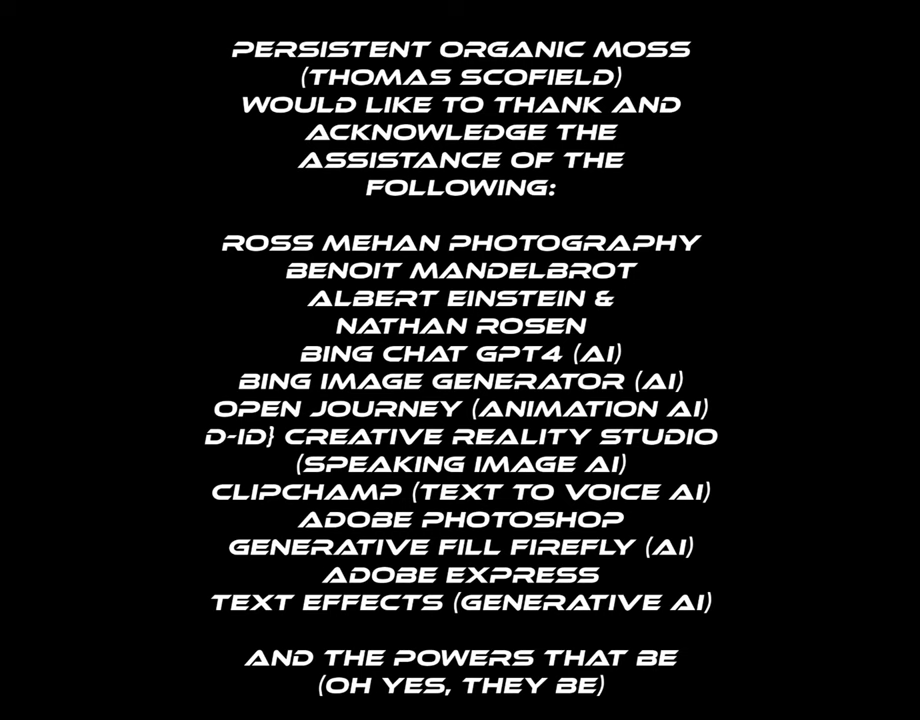 PERSISTENT ORGANIC MOSS
(THOMAS SCOFIELD)
WOULD LIKE TO THANK AND
ACKNOWLEDGE THE
ASSISTANCE OF THE
FOLLOWING:
ROSS MEHAN PHOTOGRAPHY
BENOIT MANDELBROT
ALBERT EINSTEIN &
NATHAN ROSEN
BING CHAT GPT4 (AI)
BING IMAGE GENERATOR (AI)
OPEN JOURNEY (ANIMATION AI)
D-ID} CREATIVE REALITY STUDIO
(SPEAKING IMAGE AI)
CLIPCHAMP (TEXT TO VOICE AI)
ADOBE PHOTOSHOP
GENERATIVE FILL FIREFLY (AI)
ADOBE EXPRESS
TEXT EFFECTS (GENERATIVE AI)
AND THE POWERS THAT BE
(OH YES, THEY BE)